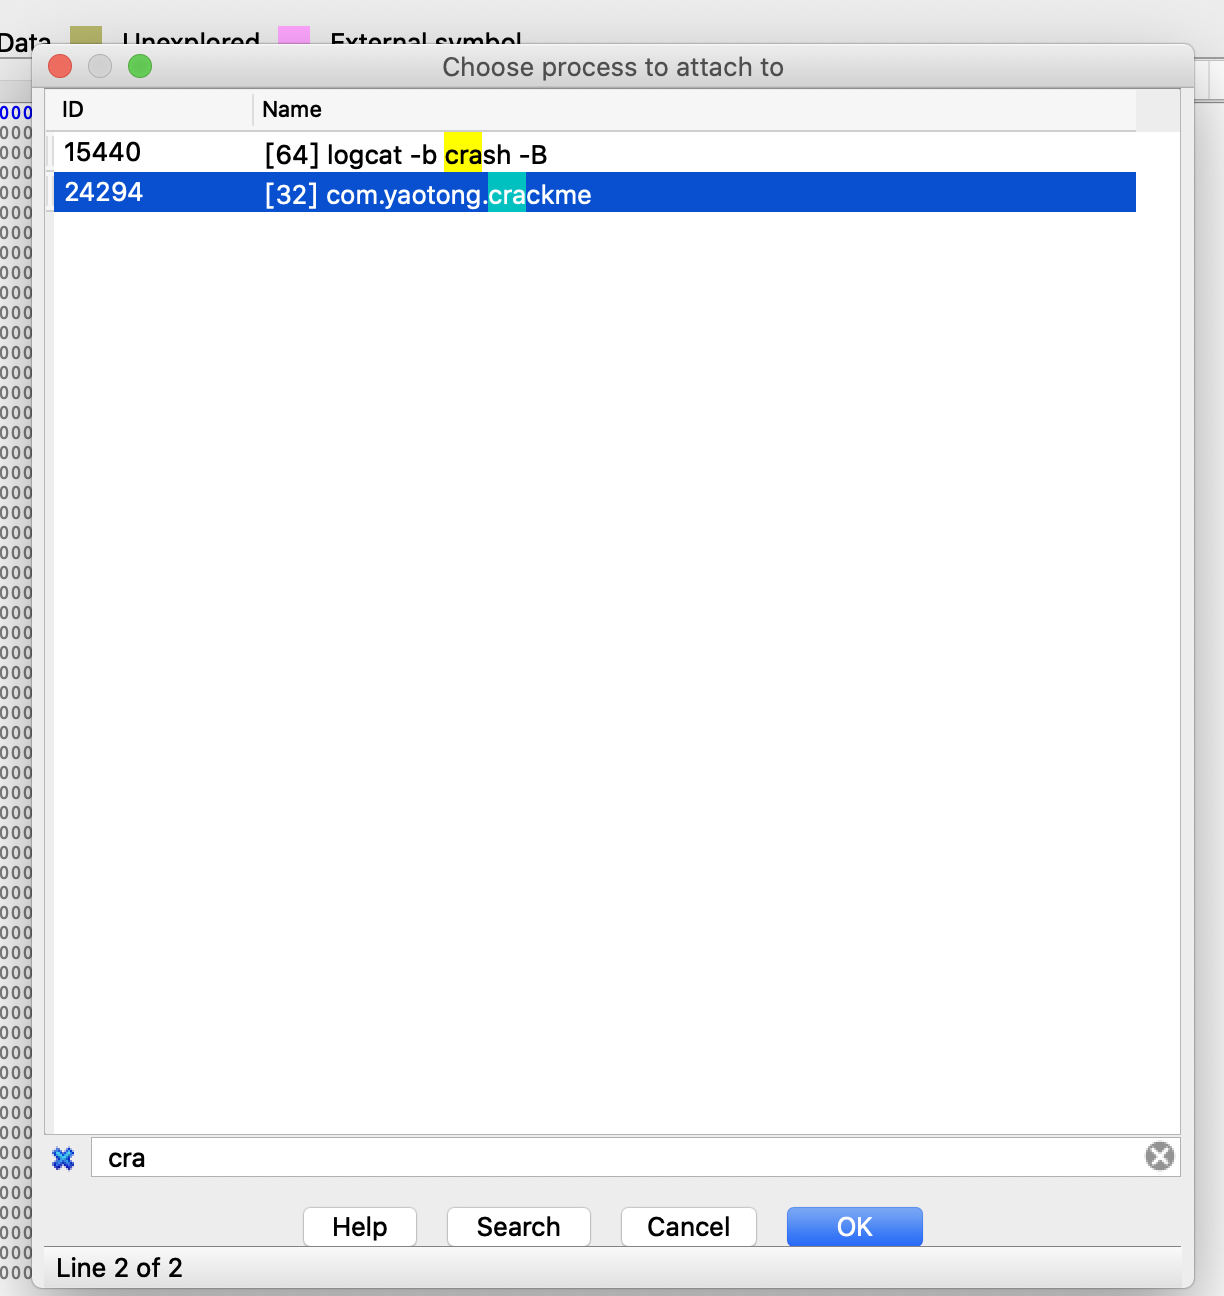 Data Unexplored External symbol
Choose process to attach to
ID Name
15440 [64] logcat -b crash -B
24294 [32] com.yaotong.crackme
cra
Help Search Cancel OK
Line 2 of 2